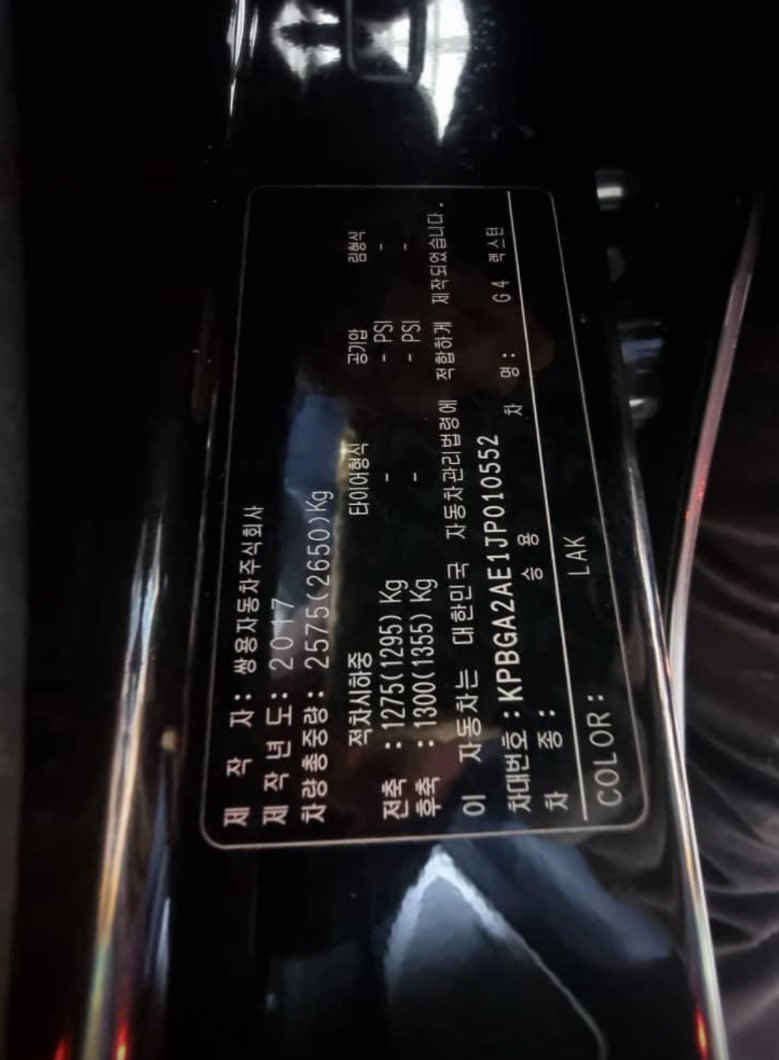 제 작 자 : 쌍용자동차주식회사
제 작 년 도 : 2017
차량총중량 : 2575(2650)Kg
적차시하중 타이어형식 공기압 림형식
전축 : 1275(1295) Kg - - PSI -
후축 : 1300(1355) Kg - - PSI -
이 자동차는 대한민국 자동차관리법령에 적합하게 제작되었습니다.
차대번호 : KPBGA2AE1JP010552
차 종 : 승 용 차 명 : G4 렉스턴
COLOR : LAK